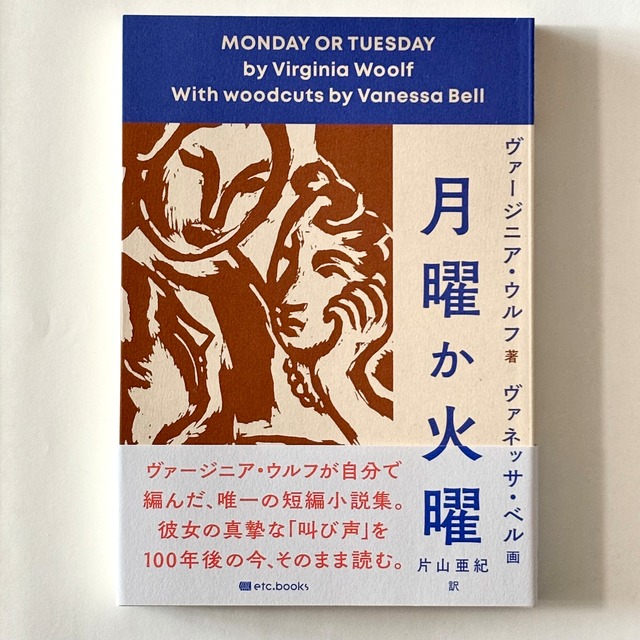 MONDAY OR TUESDAY
by Virginia Woolf
With woodcuts by Vanessa Bell
ヴァージニア・ウルフ 著 ヴァネッサ・ベル 画
月曜か火曜
片山亜紀 訳
ヴァージニア・ウルフが自分で
編んだ、唯一の短編小説集。
彼女の真摯な「叫び声」を
100年後の今、そのまま読む。
etc.books